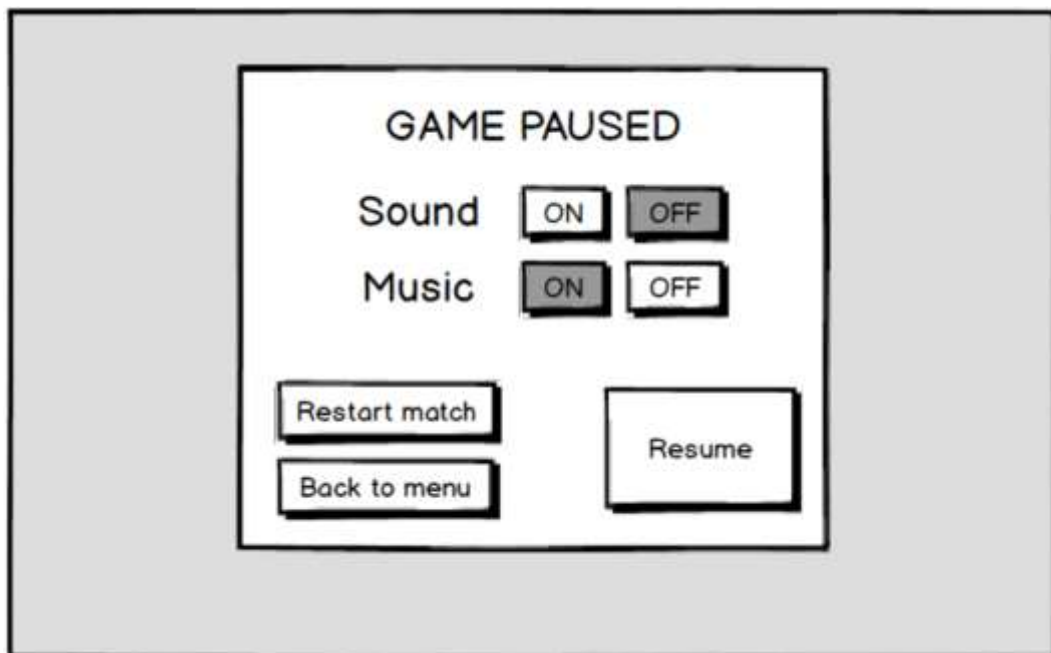 GAME PAUSED
Sound ON OFF
Music ON OFF
Restart match
Back to menu
Resume